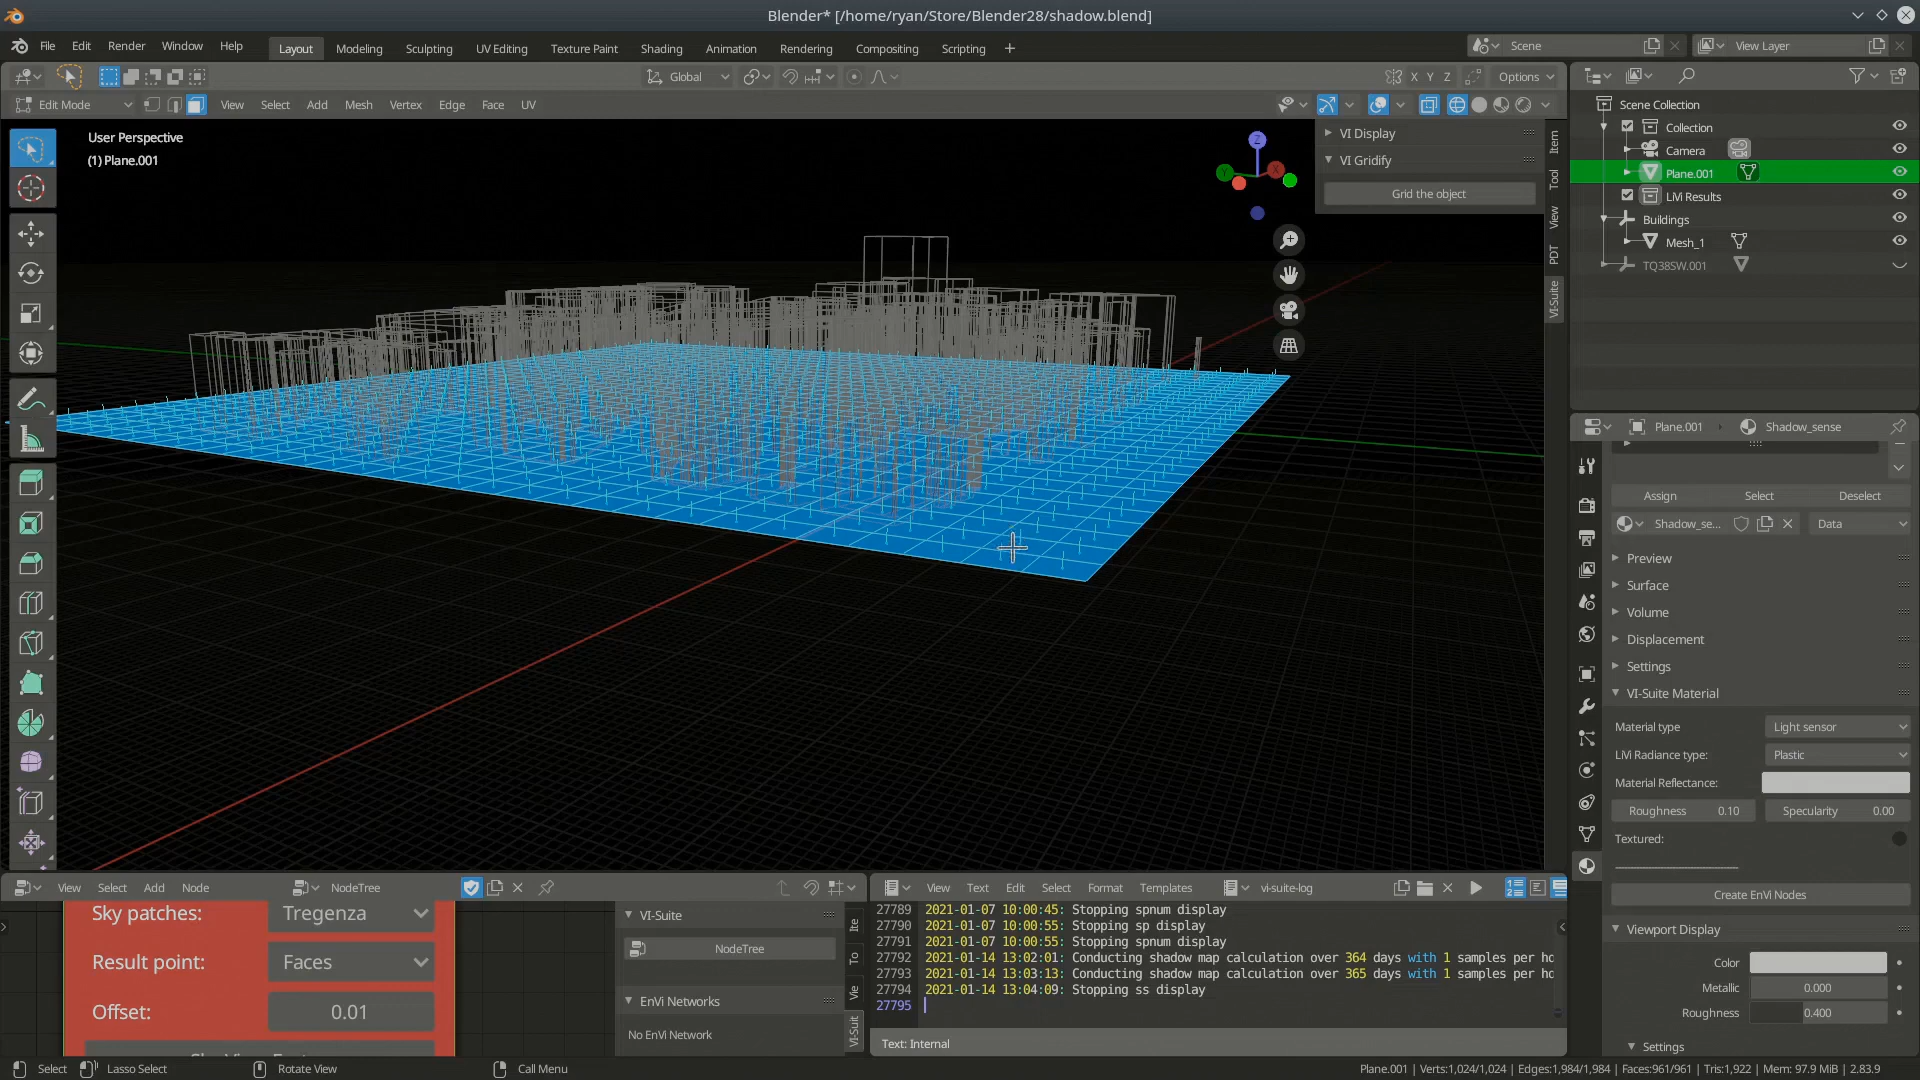 Blender* [/home/ryan/Store/Blender28/shadow.blend]
File Edit Render Window Help Layout Modeling Sculpting UV Editing Texture Paint Shading Animation Rendering Compositing Scripting + Scene View Layer
Global X Y Z Options
Edit Mode View Select Add Mesh Vertex Edge Face UV
User Perspective
(1) Plane.001
Z
VI Display
VI Gridify
Grid the object
Item
Tool
View
PDT
VI-Suite
Scene Collection
Collection
Camera
Plane.001
LiVi Results
Buildings
Mesh_1
TQ38SW.001
Plane.001 Shadow_sense
Assign Select Deselect
Shadow_se... Data
Preview
Surface
Volume
Displacement
Settings
VI-Suite Material
Material type Light sensor
LiVi Radiance type: Plastic
Material Reflectance:
Roughness 0.10 Specularity 0.00
Textured:
Create EnVi Nodes
Viewport Display
Color
Metallic 0.000
Roughness 0.400
Settings
View Select Add Node NodeTree
Sky patches: Tregenza
Result point: Faces
Offset: 0.01
VI-Suite
NodeTree
EnVi Networks
No EnVi Network
Ite
To
Vie
VI-Suit
View Text Edit Select Format Templates vi-suite-log
27789 2021-01-07 10:00:45: Stopping spnum display
27790 2021-01-07 10:00:55: Stopping sp display
27791 2021-01-07 10:00:55: Stopping spnum display
27792 2021-01-14 13:02:01: Conducting shadow map calculation over 364 days with 1 samples per ho
27793 2021-01-14 13:03:13: Conducting shadow map calculation over 365 days with 1 samples per ho
27794 2021-01-14 13:04:09: Stopping ss display
27795
Text: Internal
Select Lasso Select Rotate View Call Menu Plane.001 | Verts:1,024/1,024 | Edges:1,984/1,984 | Faces:961/961 | Tris:1,922 | Mem: 97.9 MiB | 2.83.9